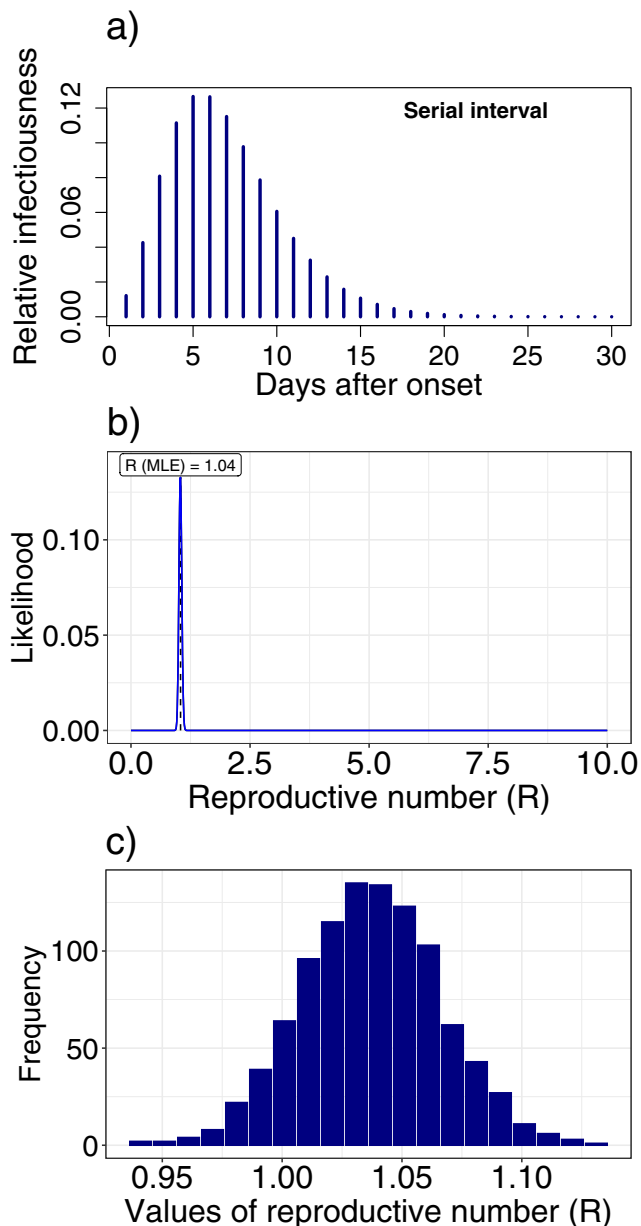 a)
Relative infectiousness
0.12
0.06
0.00
Serial interval
0 5 10 15 20 25 30
Days after onset
b)
R (MLE) = 1.04
Likelihood
0.10
0.05
0.00
0.0 2.5 5.0 7.5 10.0
Reproductive number (R)
c)
Frequency
100
50
0
0.95 1.00 1.05 1.10
Values of reproductive number (R)